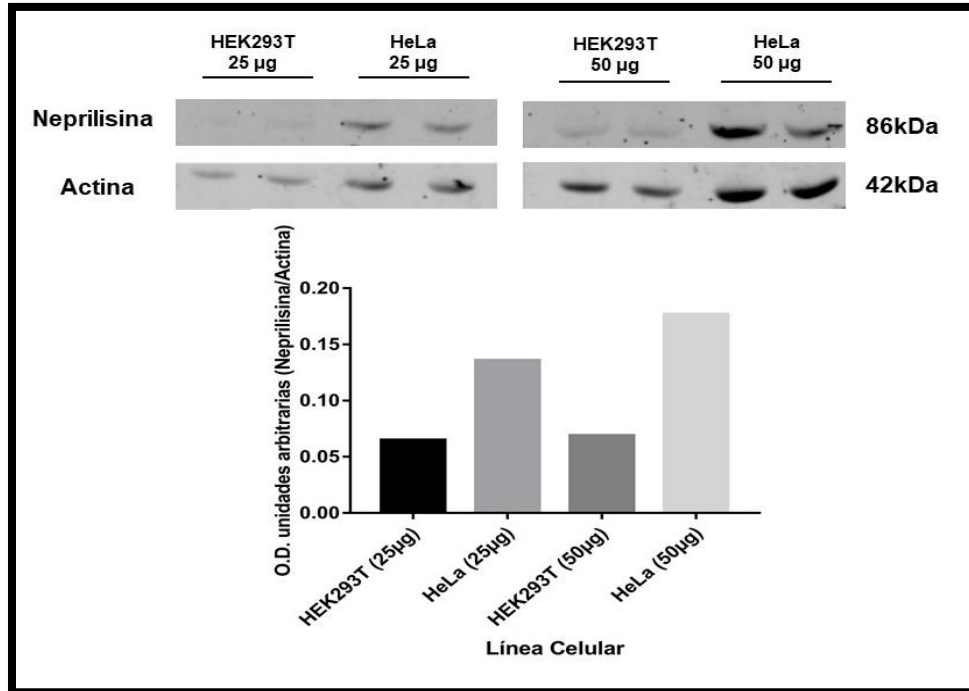 HEK293T
25 µg
HeLa
25 µg
HEK293T
50 µg
HeLa
50 µg
Neprilisina
86kDa
Actina
42kDa
O.D. unidades arbitrarias (Neprilisina/Actina)
0.20
0.15
0.10
0.05
0.00
HEK293T (25µg)
HeLa (25µg)
HEK293T (50µg)
HeLa (50µg)
Línea Celular